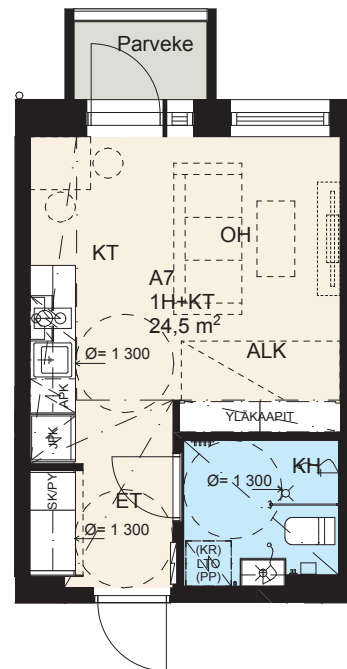 Parveke
OH
KT
A7
1H+KT
24,5 m²
Ø= 1 300
ALK
APK
YLÄKAAPIT
JPK
KH
SK/PY
Ø= 1 300
ET
Ø= 1 300
(KR)
LTO
(PP)